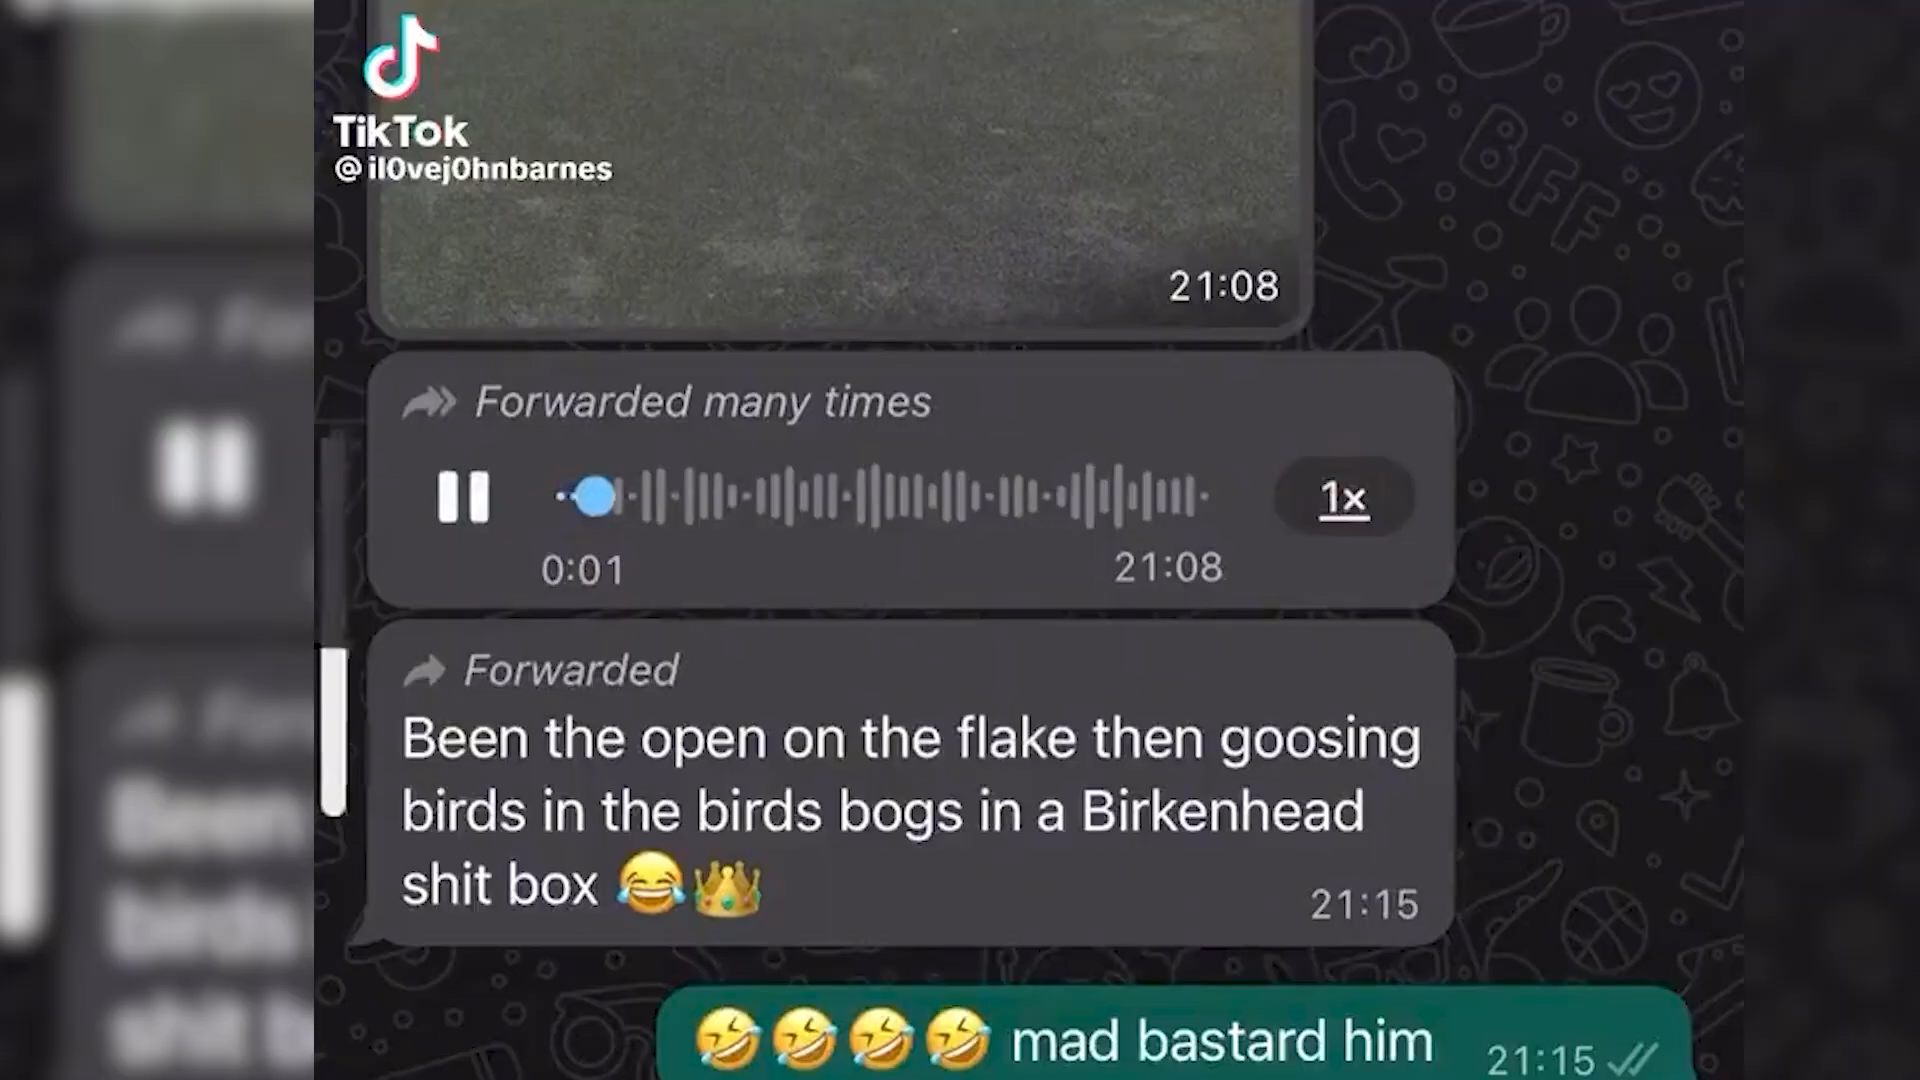 TikTok
@il0vej0hnbarnes
21:08
Forwarded many times
1x
0:01
21:08
Forwarded
Been the open on the flake then goosing
birds in the birds bogs in a Birkenhead
shit box 😂👑
21:15
🤣🤣🤣🤣 mad bastard him
21:15